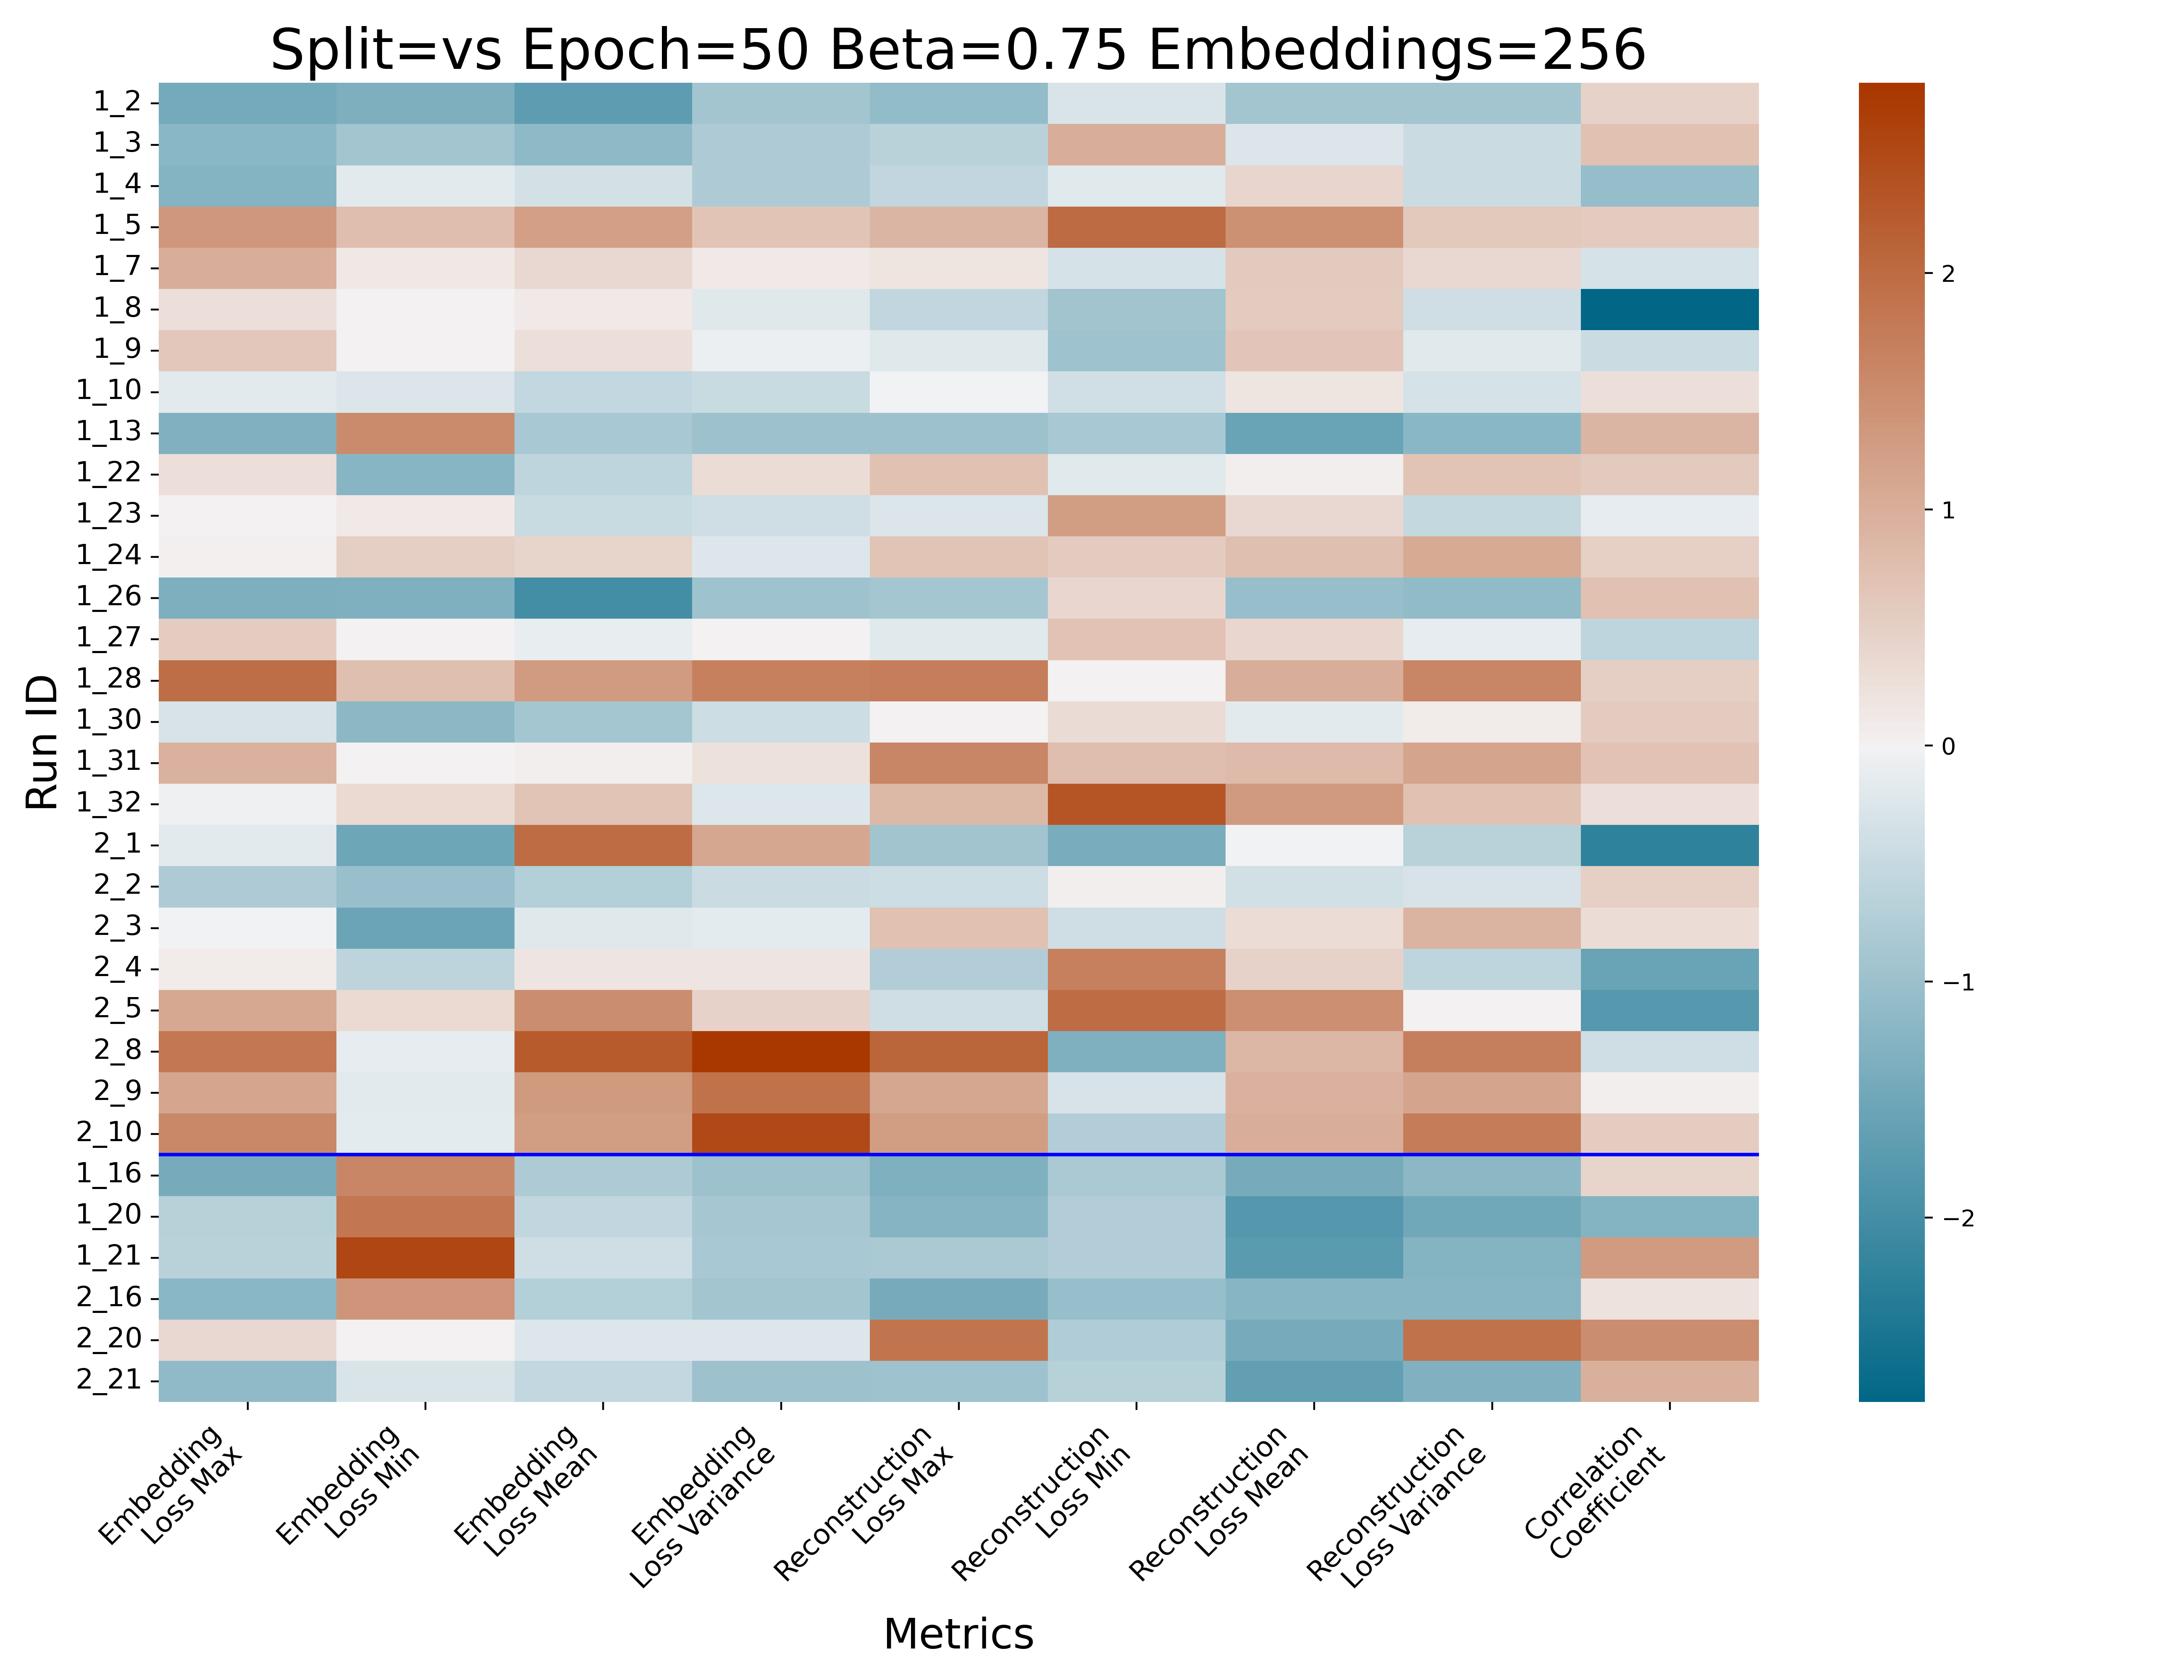 Split=vs Epoch=50 Beta=0.75 Embeddings=256
Run ID
1_2
1_3
1_4
1_5
1_7
1_8
1_9
1_10
1_13
1_22
1_23
1_24
1_26
1_27
1_28
1_30
1_31
1_32
2_1
2_2
2_3
2_4
2_5
2_8
2_9
2_10
1_16
1_20
1_21
2_16
2_20
2_21
Embedding
Loss Max
Embedding
Loss Min
Embedding
Loss Mean
Embedding
Loss Variance
Reconstruction
Loss Max
Reconstruction
Loss Min
Reconstruction
Loss Mean
Reconstruction
Loss Variance
Correlation
Coefficient
Metrics
2
1
0
−1
−2